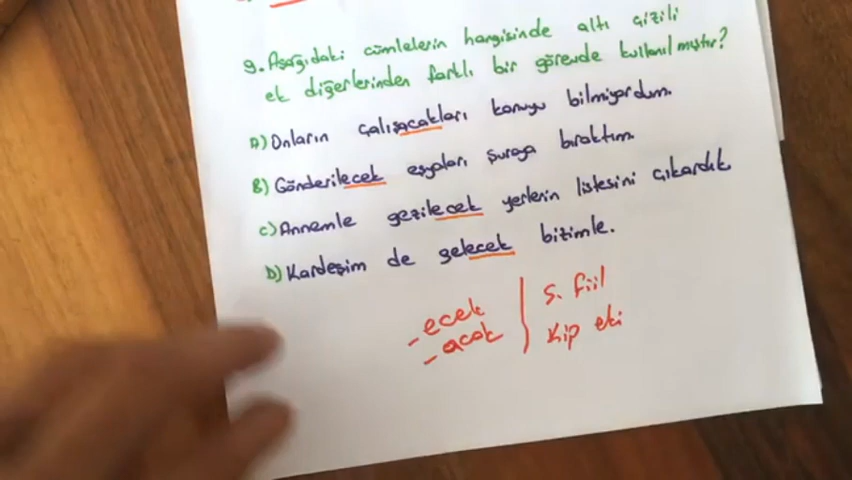 9. Aşağıdaki cümlelerin hangisinde altı çizili
ek diğerlerinden farklı bir görevde kullanılmıştır?
A) Onların çalışacakları konuyu bilmiyordum.
B) Gönderilecek eşyaları şuraya bıraktım.
C) Annemle gezilecek yerlerin listesini çıkardık
D) Kardeşim de gelecek bizimle.
-ecek
-acak
s. fiil
Kip eki